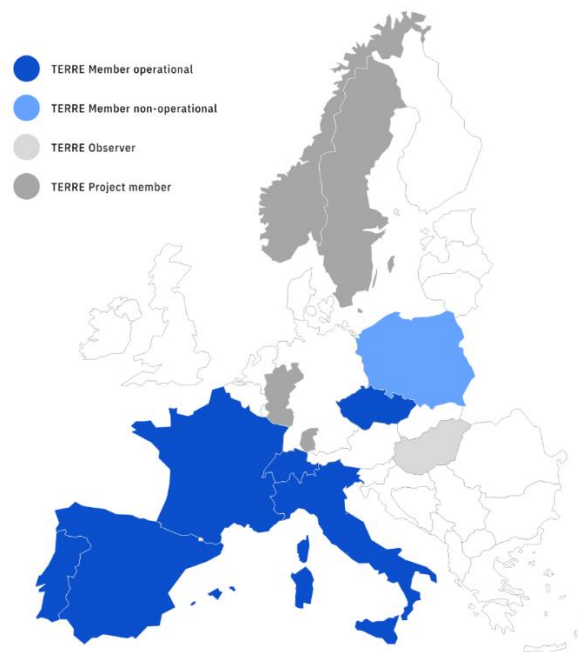 TERRE Member operational
TERRE Member non-operational
TERRE Observer
TERRE Project member